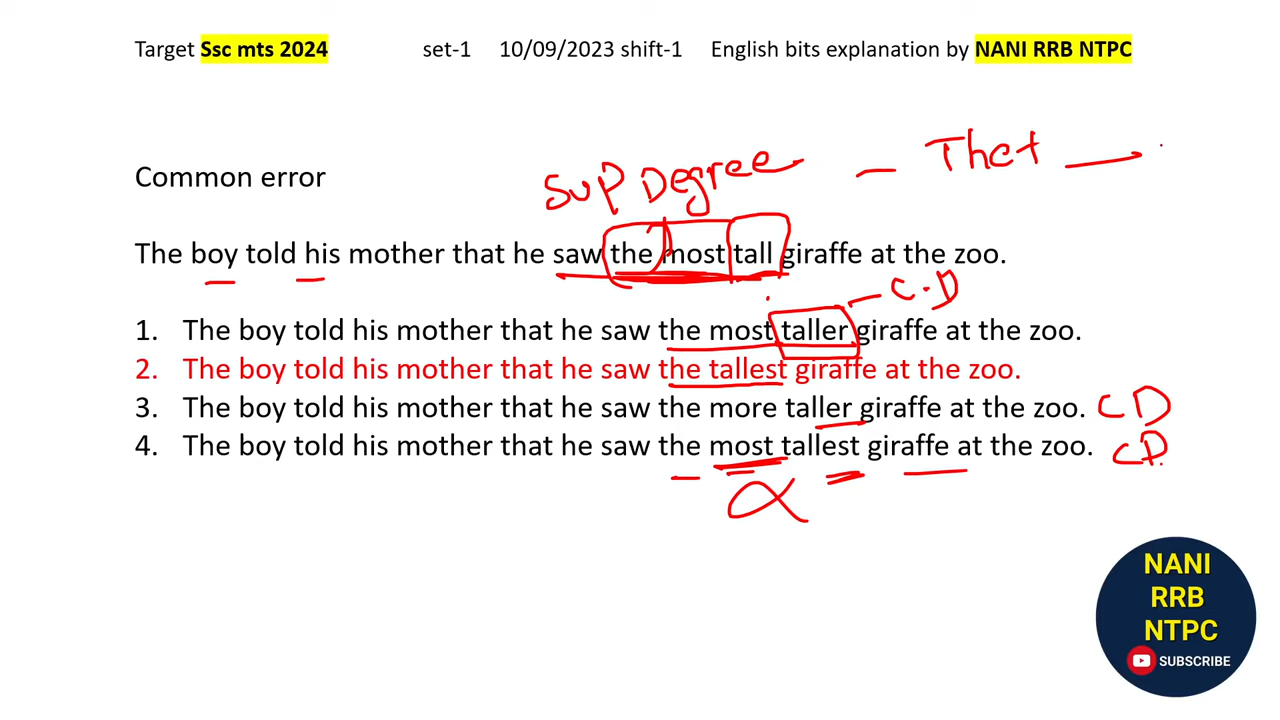 Target Ssc mts 2024 set-1 10/09/2023 shift-1 English bits explanation by NANI RRB NTPC
Common error
Sup Degree — Thet →
The boy told his mother that he saw the most tall giraffe at the zoo.
C.D
1. The boy told his mother that he saw the most taller giraffe at the zoo.
2. The boy told his mother that he saw the tallest giraffe at the zoo.
3. The boy told his mother that he saw the more taller giraffe at the zoo. CD
4. The boy told his mother that he saw the most tallest giraffe at the zoo. CD
NANI
RRB
NTPC
SUBSCRIBE